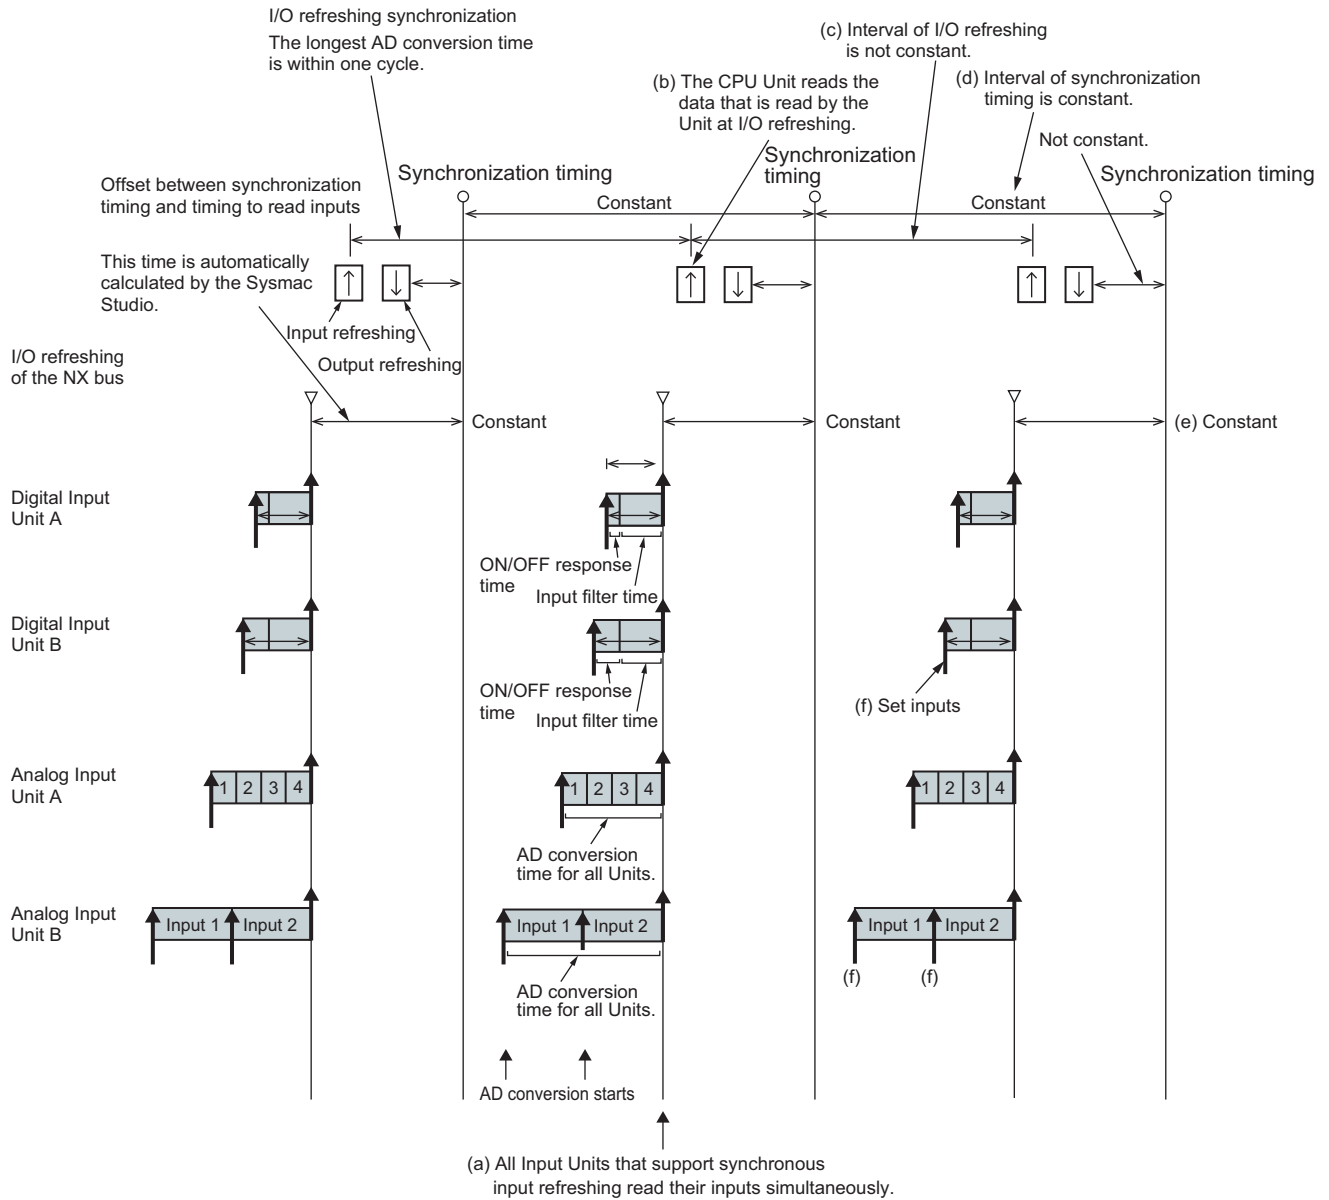 I/O refreshing synchronization
The longest AD conversion time
is within one cycle.
(c) Interval of I/O refreshing
is not constant.
(b) The CPU Unit reads the
data that is read by the
Unit at I/O refreshing.
(d) Interval of synchronization
timing is constant.
Not constant.
Synchronization timing
Synchronization
timing
Synchronization timing
Offset between synchronization
timing and timing to read inputs
Constant
Constant
This time is automatically
calculated by the Sysmac
Studio.
Input refreshing
Output refreshing
I/O refreshing
of the NX bus
Constant
Constant
(e) Constant
Digital Input
Unit A
ON/OFF response
time
Input filter time
Digital Input
Unit B
ON/OFF response
time
Input filter time
(f) Set inputs
Analog Input
Unit A
1 2 3 4
1 2 3 4
1 2 3 4
AD conversion
time for all Units.
Analog Input
Unit B
Input 1 Input 2
Input 1 Input 2
Input 1 Input 2
(f) (f)
AD conversion
time for all Units.
AD conversion starts
(a) All Input Units that support synchronous
input refreshing read their inputs simultaneously.